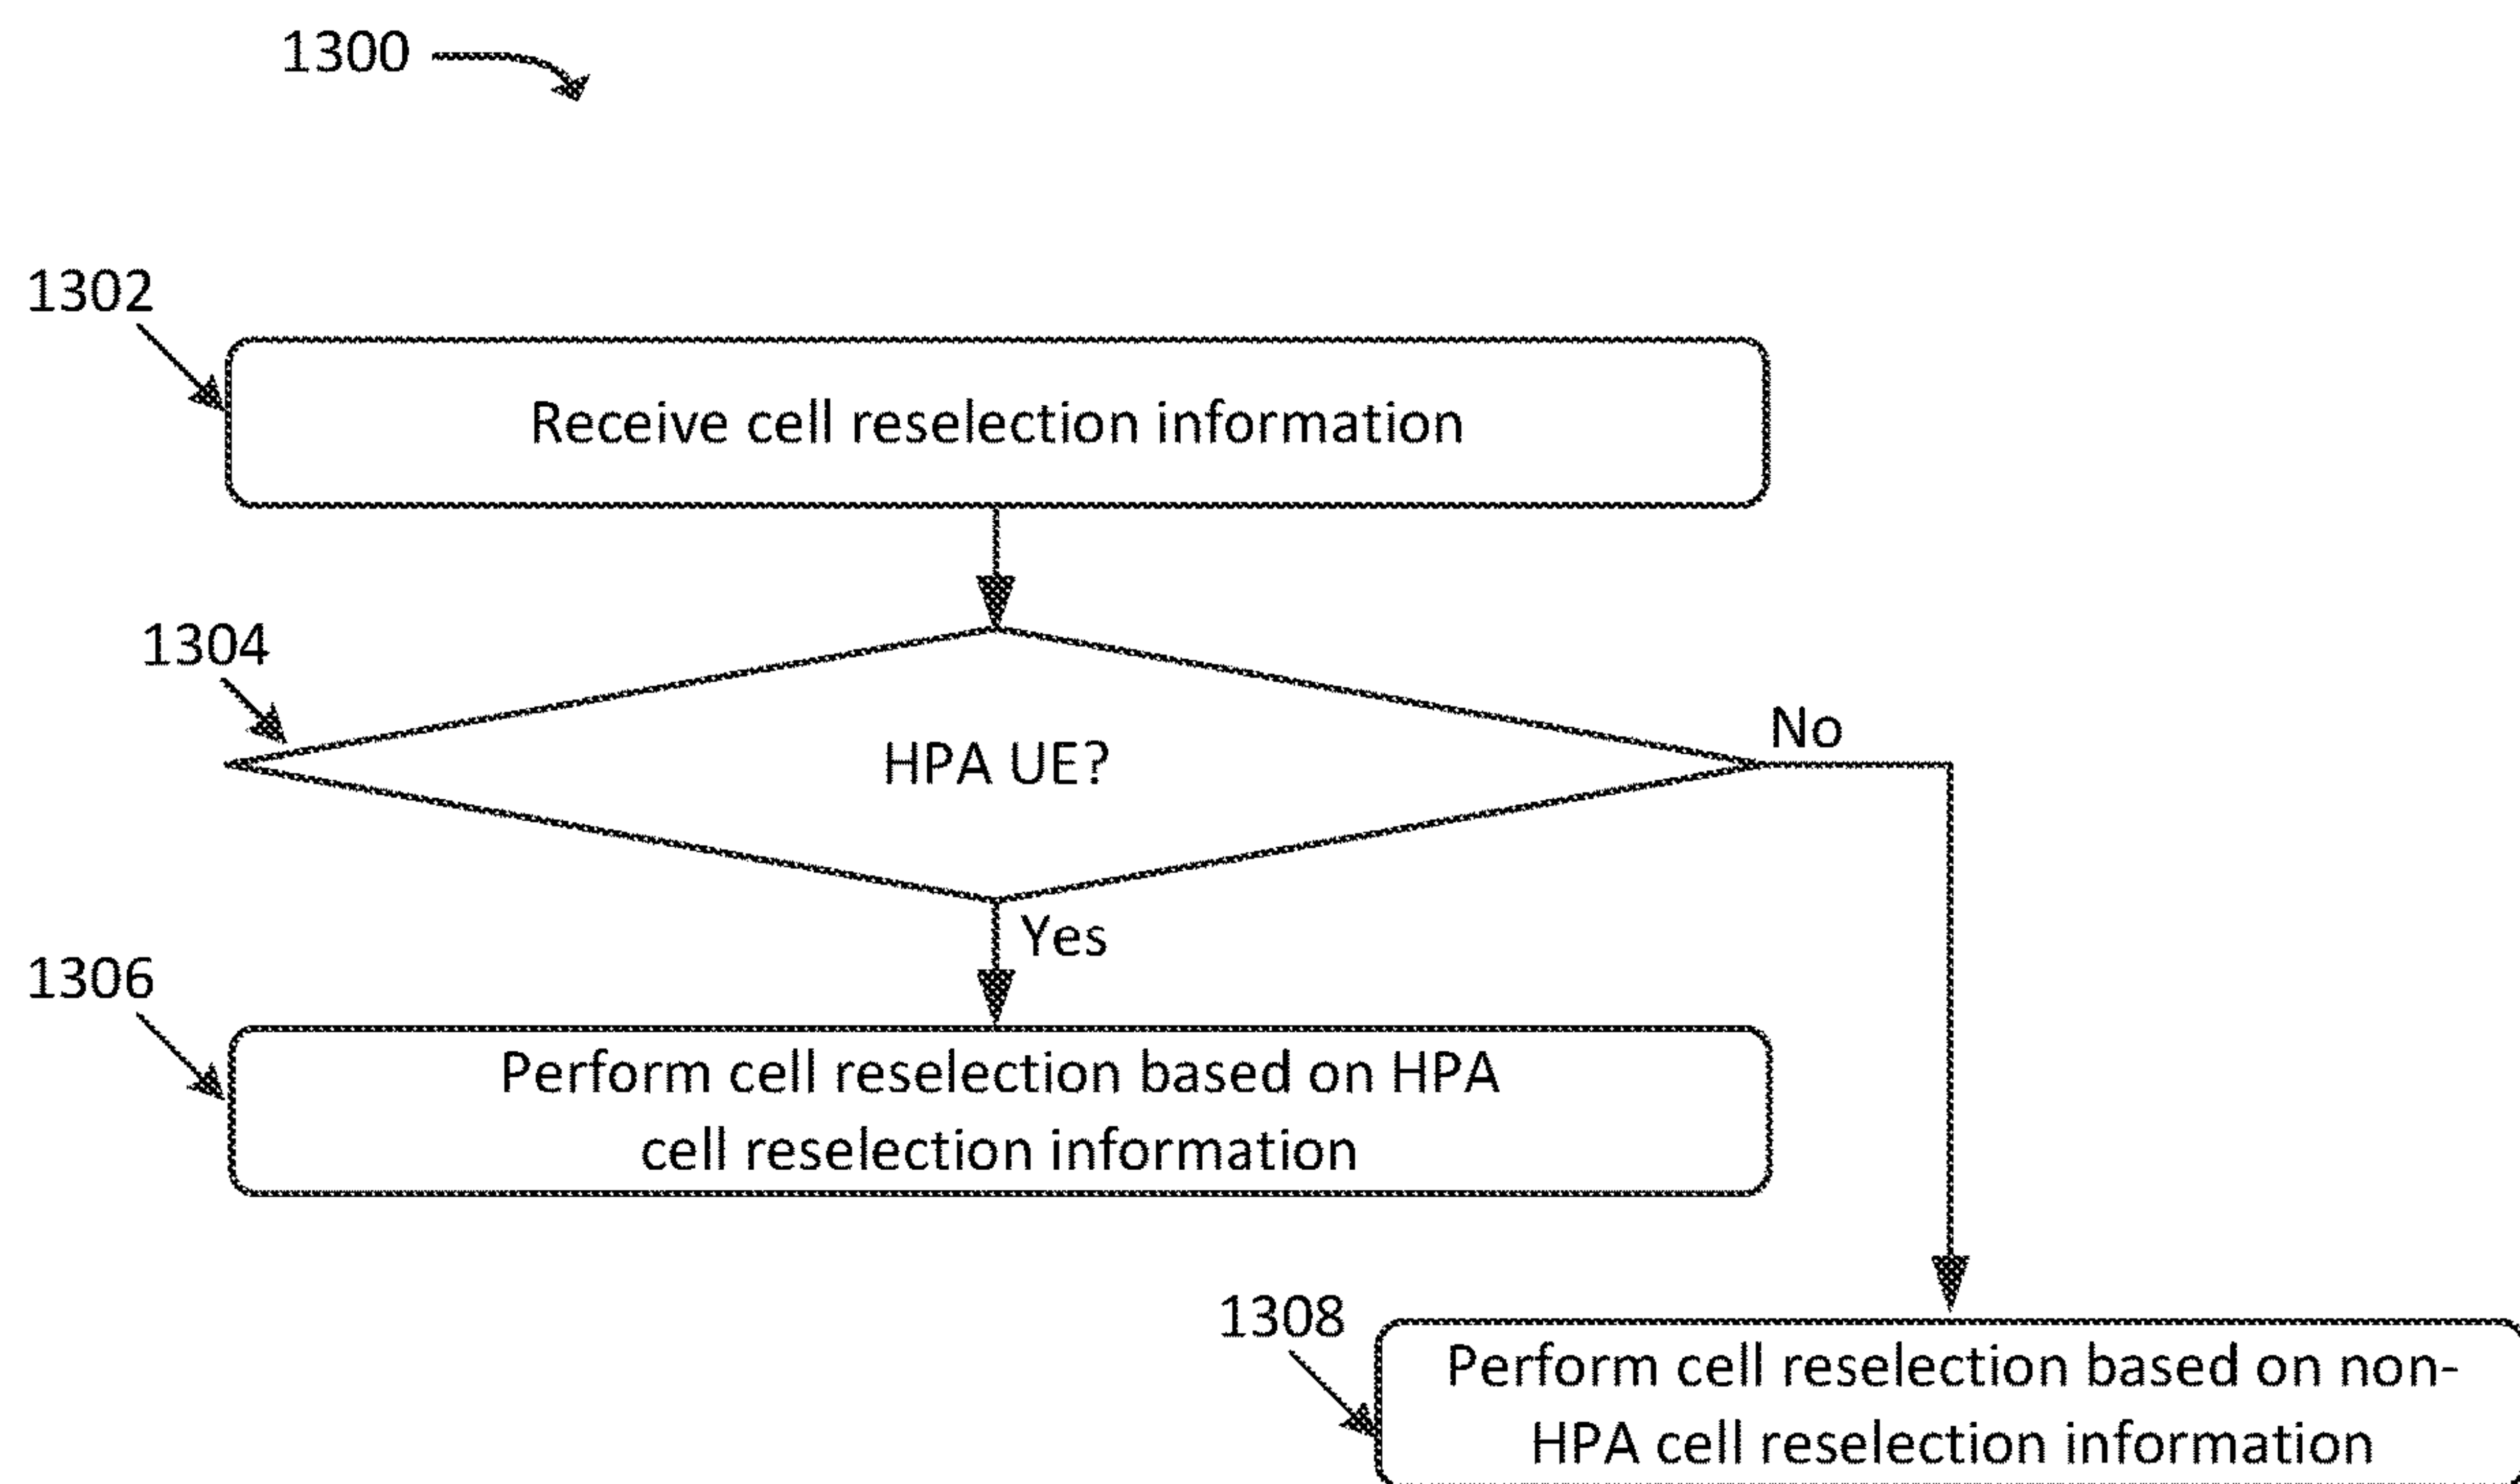 1300
1302
Receive cell reselection information
1304
HPA UE?
No
Yes
1306
Perform cell reselection based on HPA
cell reselection information
1308
Perform cell reselection based on non-
HPA cell reselection information